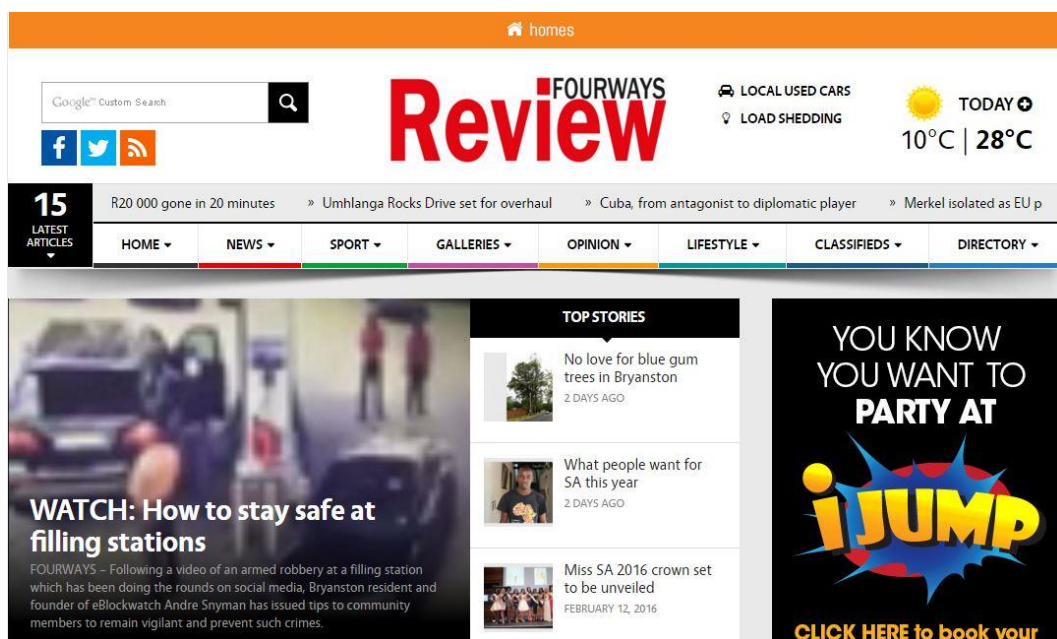 homes
Google™ Custom Search
FOURWAYS
Review
LOCAL USED CARS
LOAD SHEDDING
TODAY
10°C | 28°C
15
LATEST
ARTICLES
R20 000 gone in 20 minutes » Umhlanga Rocks Drive set for overhaul » Cuba, from antagonist to diplomatic player » Merkel isolated as EU p
HOME NEWS SPORT GALLERIES OPINION LIFESTYLE CLASSIFIEDS DIRECTORY
WATCH: How to stay safe at
filling stations
FOURWAYS – Following a video of an armed robbery at a filling station
which has been doing the rounds on social media, Bryanston resident and
founder of eBlockwatch Andre Snyman has issued tips to community
members to remain vigilant and prevent such crimes.
TOP STORIES
No love for blue gum
trees in Bryanston
2 DAYS AGO
What people want for
SA this year
2 DAYS AGO
Miss SA 2016 crown set
to be unveiled
FEBRUARY 12, 2016
YOU KNOW
YOU WANT TO
PARTY AT
iJUMP
CLICK HERE to book your